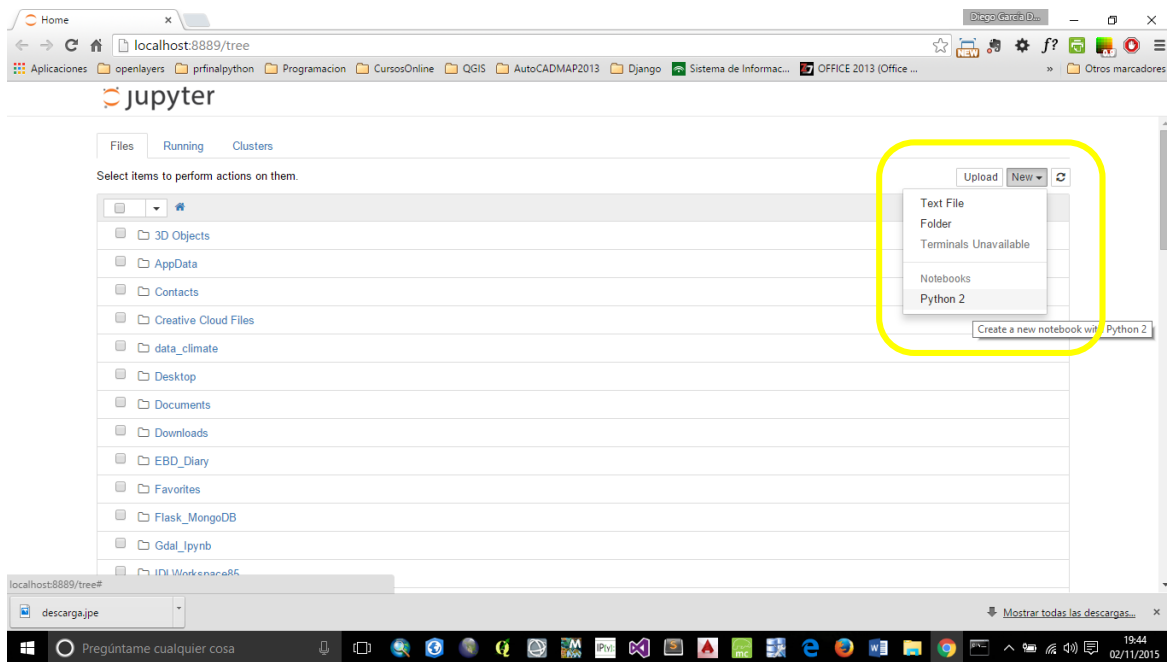 Home
Diego García D...
localhost:8889/tree
f?
NEW
Aplicaciones openlayers prfinalpython Programacion CursosOnline QGIS AutoCADMAP2013 Django Sistema de Informac... OFFICE 2013 (Office ... » Otros marcadores
jupyter
Files Running Clusters
Select items to perform actions on them.
Upload New
Text File
Folder
Terminals Unavailable
Notebooks
Python 2
Create a new notebook with Python 2
3D Objects
AppData
Contacts
Creative Cloud Files
data_climate
Desktop
Documents
Downloads
EBD_Diary
Favorites
Flask_MongoDB
Gdal_Ipynb
IDLWorkspace85
localhost:8889/tree#
descarga.jpe
Mostrar todas las descargas...
Pregúntame cualquier cosa
19:44
02/11/2015